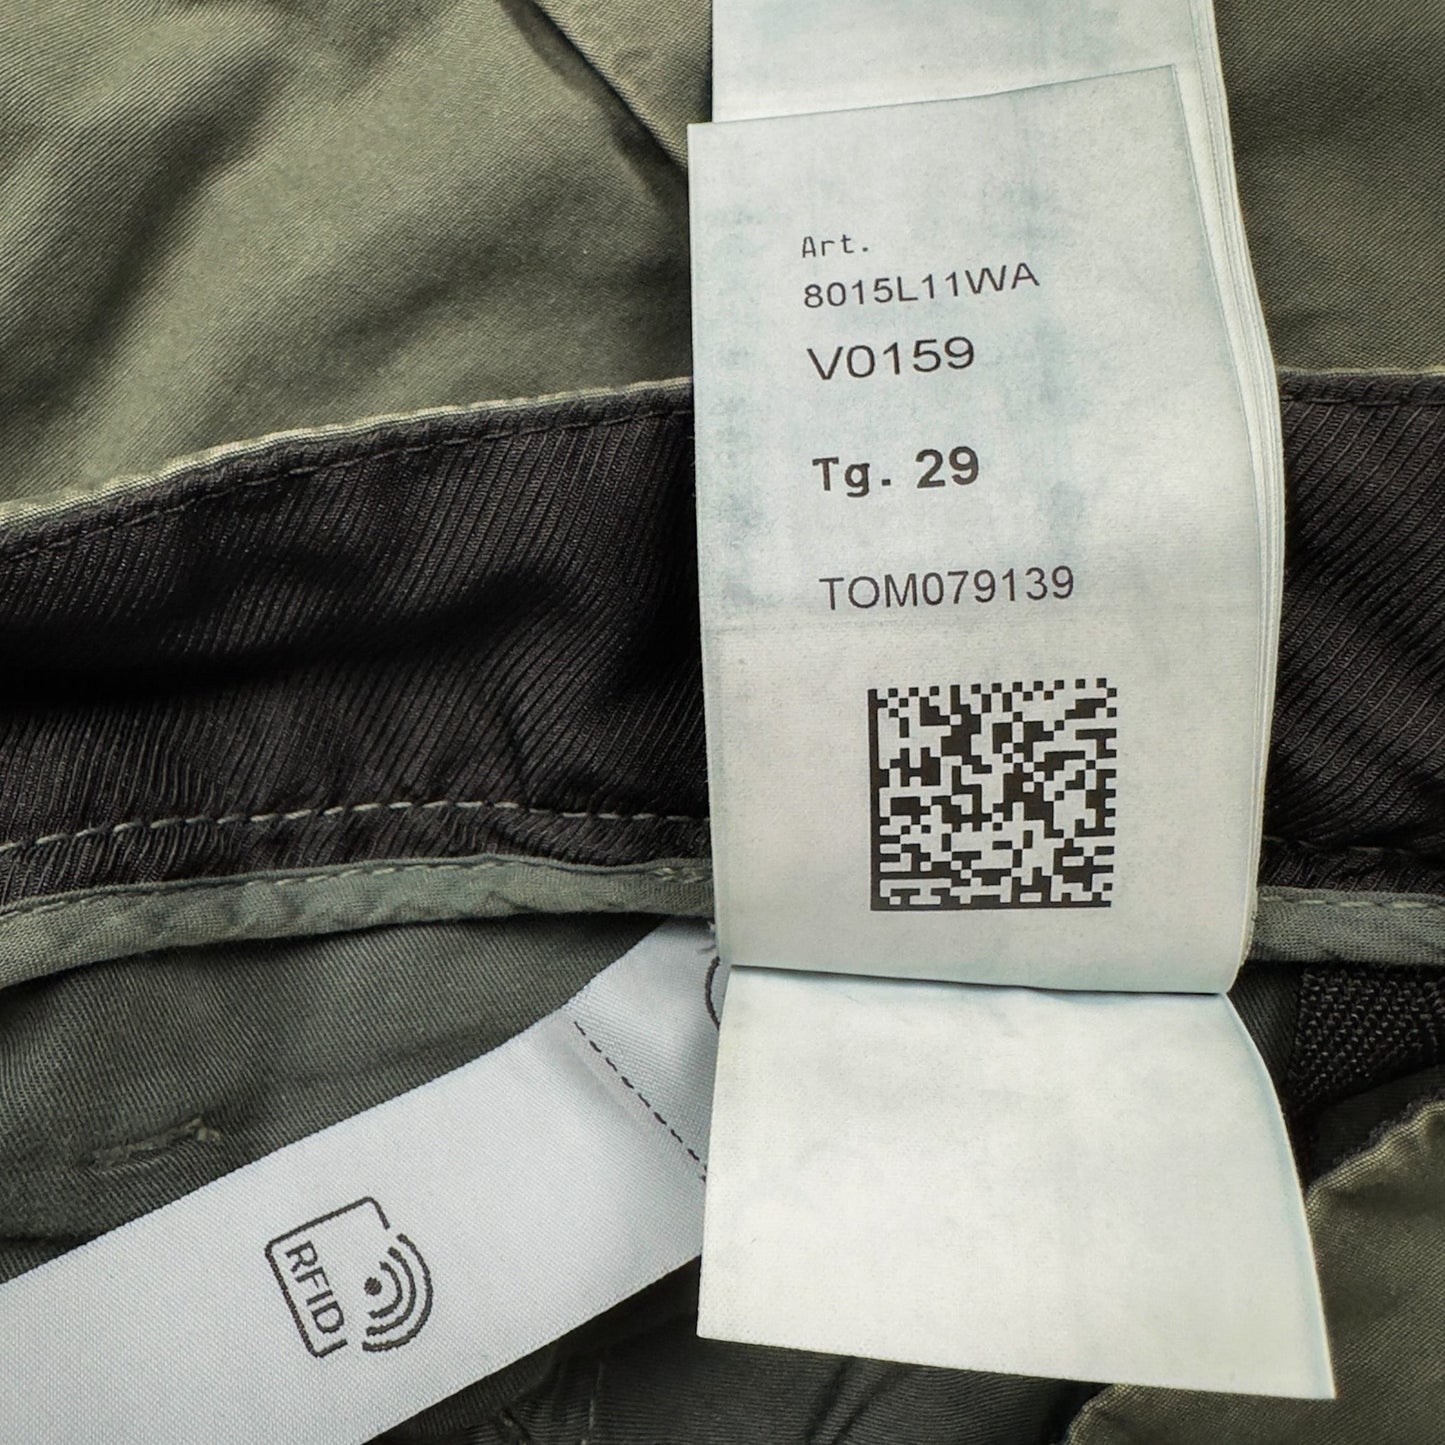 Art.
8015L11WA
V0159
Tg. 29
TOM079139
RFID